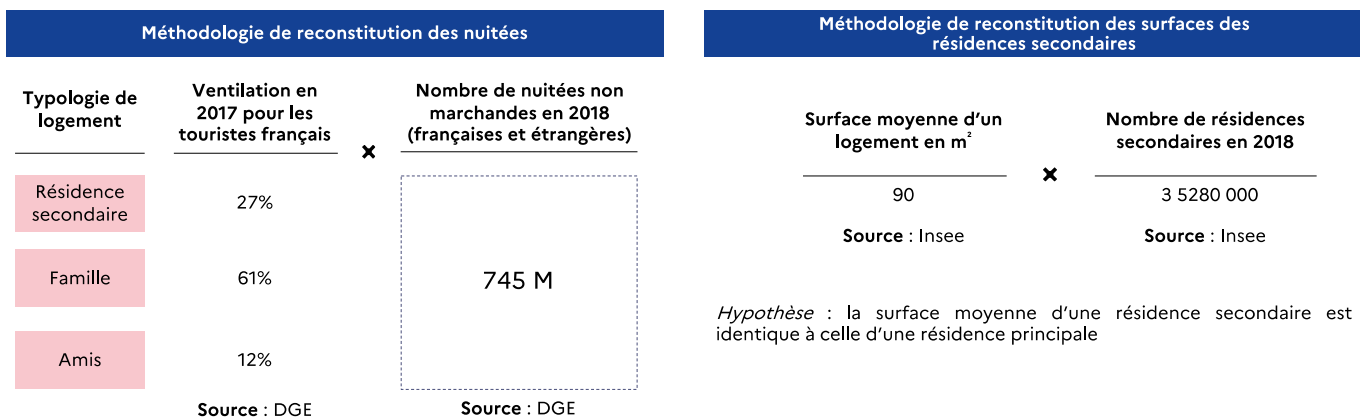 Méthodologie de reconstitution des nuitées
Typologie de
logement
Ventilation en
2017 pour les
touristes français
×
Nombre de nuitées non
marchandes en 2018
(françaises et étrangères)
Résidence
secondaire
27%
Famille
61%
745 M
Amis
12%
Source : DGE
Source : DGE
Méthodologie de reconstitution des surfaces des
résidences secondaires
Surface moyenne d'un
logement en m²
×
Nombre de résidences
secondaires en 2018
90
3 5280 000
Source : Insee
Source : Insee
Hypothèse : la surface moyenne d'une résidence secondaire est
identique à celle d'une résidence principale